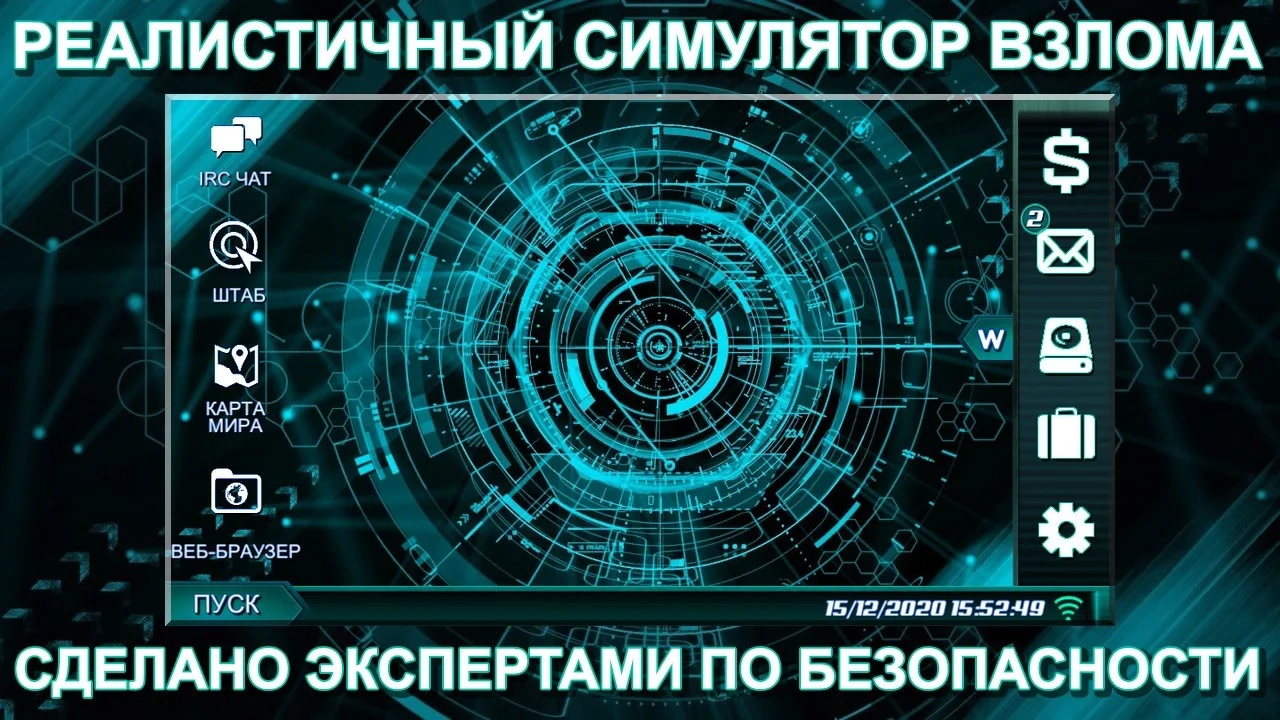 РЕАЛИСТИЧНЫЙ СИМУЛЯТОР ВЗЛОМА
IRC ЧАТ
ШТАБ
КАРТА
МИРА
ВЕБ-БРАУЗЕР
$
2
W
234
ПУСК
15/12/2020 15:52:49
СДЕЛАНО ЭКСПЕРТАМИ ПО БЕЗОПАСНОСТИ